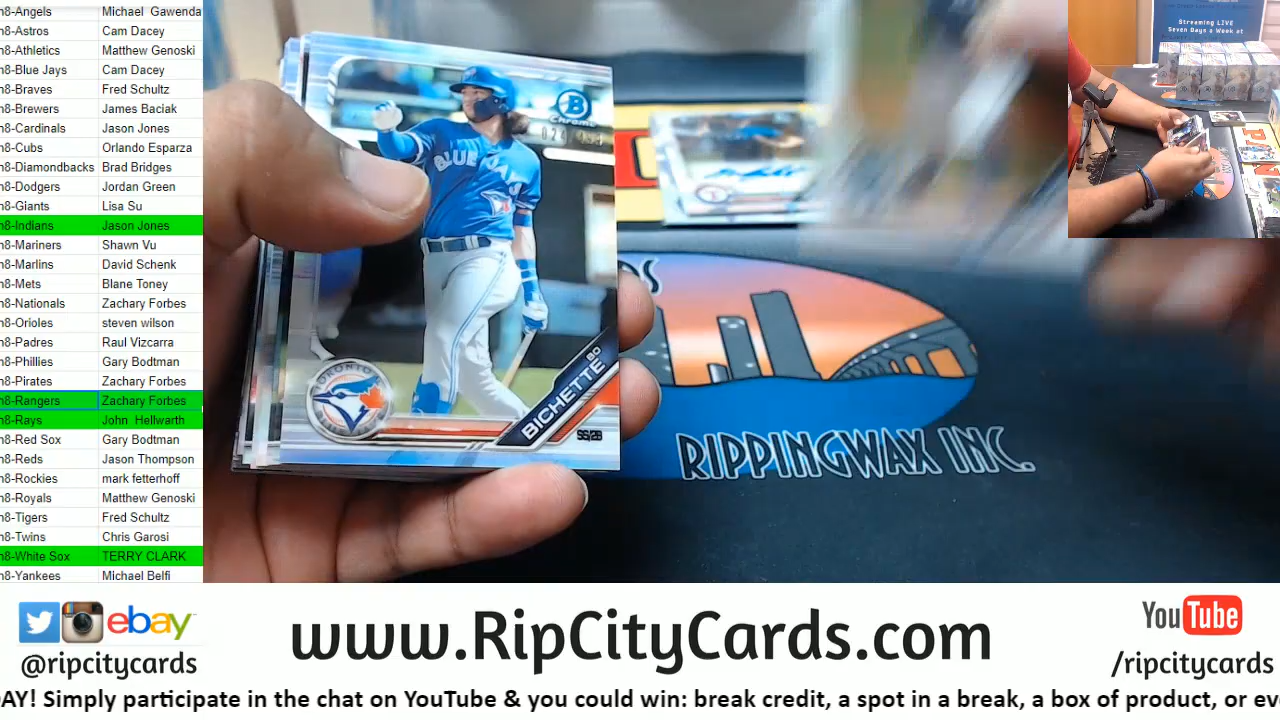 n8-Angels Michael Gawenda
n8-Astros Cam Dacey
n8-Athletics Matthew Genoski
n8-Blue Jays Cam Dacey
n8-Braves Fred Schultz
n8-Brewers James Baciak
n8-Cardinals Jason Jones
n8-Cubs Orlando Esparza
n8-Diamondbacks Brad Bridges
n8-Dodgers Jordan Green
n8-Giants Lisa Su
n8-Indians Jason Jones
n8-Mariners Shawn Vu
n8-Marlins David Schenk
n8-Mets Blane Toney
n8-Nationals Zachary Forbes
n8-Orioles steven wilson
n8-Padres Raul Vizcarra
n8-Phillies Gary Bodtman
n8-Pirates Zachary Forbes
n8-Rangers Zachary Forbes
n8-Rays John Hellwarth
n8-Red Sox Gary Bodtman
n8-Reds Jason Thompson
n8-Rockies mark fetterhoff
n8-Royals Matthew Genoski
n8-Tigers Fred Schultz
n8-Twins Chris Garosi
n8-White Sox TERRY CLARK
n8-Yankees Michael Belfi
B
Chrome
BLUE JAYS
TORONTO
BO
BICHETTE
SS/2B
RIPPINGWAX INC.
Streaming LIVE
Seven Days a Week at
ebay
@ripcitycards
www.RipCityCards.com
YouTube
/ripcitycards
DAY! Simply participate in the chat on YouTube & you could win: break credit, a spot in a break, a box of product, or ev